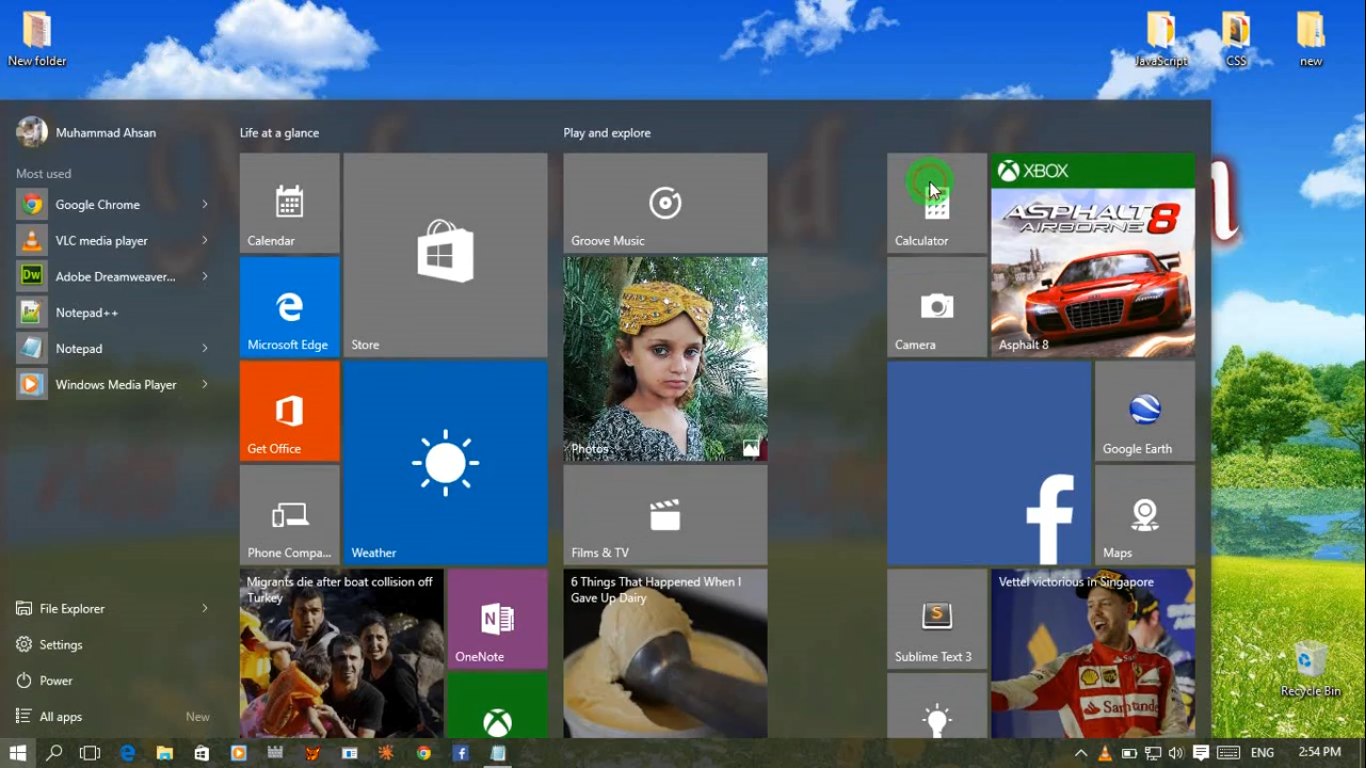 New folder
JavaScript
CSS
new
Muhammad Ahsan
Most used
Google Chrome
VLC media player
Adobe Dreamweaver...
Notepad++
Notepad
Windows Media Player
File Explorer
Settings
Power
All apps
New
Life at a glance
Calendar
Store
Microsoft Edge
Get Office
Weather
Phone Compa...
Migrants die after boat collision off
Turkey
OneNote
Play and explore
Groove Music
Photos
Films & TV
6 Things That Happened When I
Gave Up Dairy
Calculator
XBOX
ASPHALT 8
AIRBORNE
Asphalt 8
Camera
Google Earth
Maps
Sublime Text 3
Vettel victorious in Singapore
Santander
Recycle Bin
ENG
2:54 PM